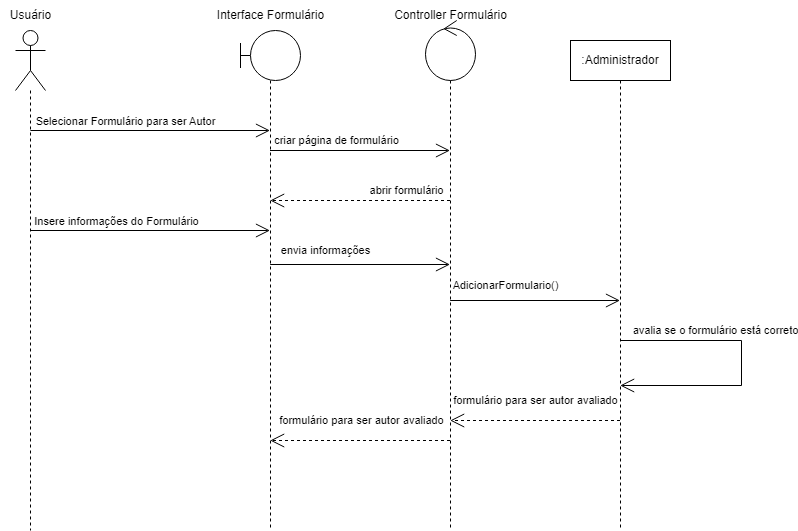 Usuário
Interface Formulário
Controller Formulário
:Administrador
Selecionar Formulário para ser Autor
criar página de formulário
abrir formulário
Insere informações do Formulário
envia informações
AdicionarFormulario()
avalia se o formulário está correto
formulário para ser autor avaliado
formulário para ser autor avaliado